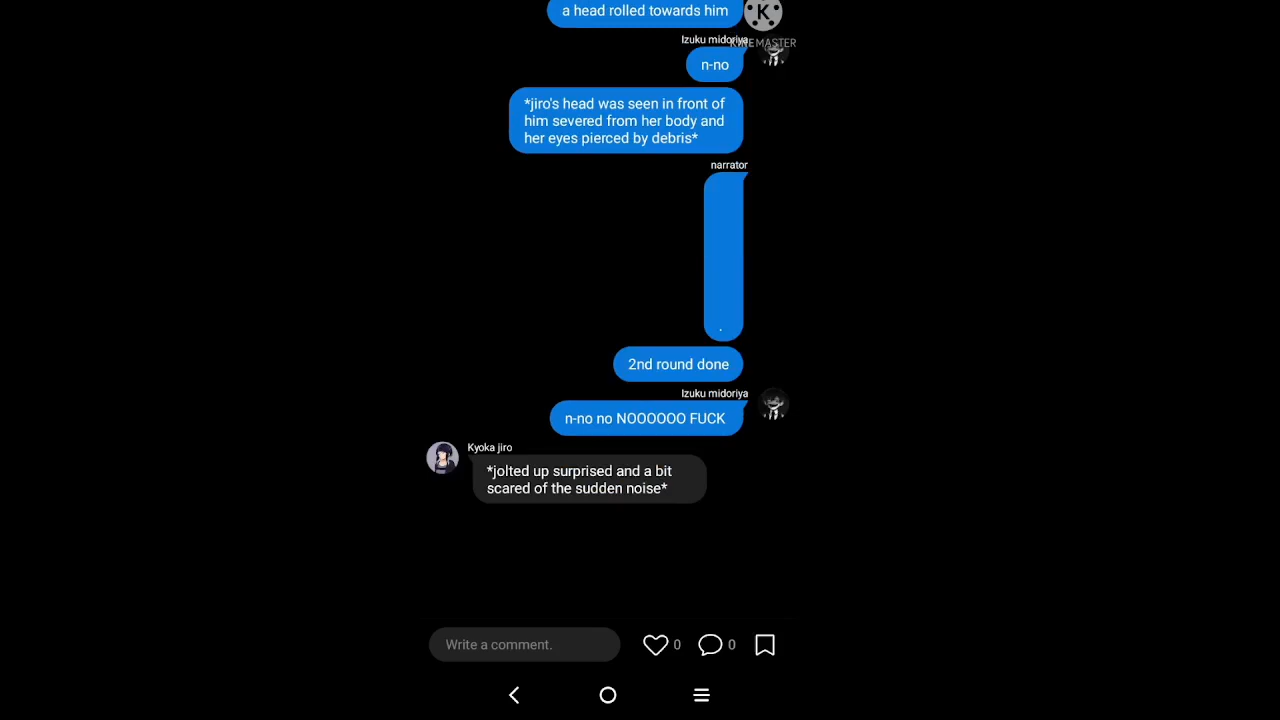 a head rolled towards him
K
KINEMASTER
Izuku midoriya
n-no
*jiro's head was seen in front of
him severed from her body and
her eyes pierced by debris*
narrator
.
2nd round done
Izuku midoriya
n-no no NOOOOOO FUCK
Kyoka jiro
*jolted up surprised and a bit
scared of the sudden noise*
Write a comment.
0
0